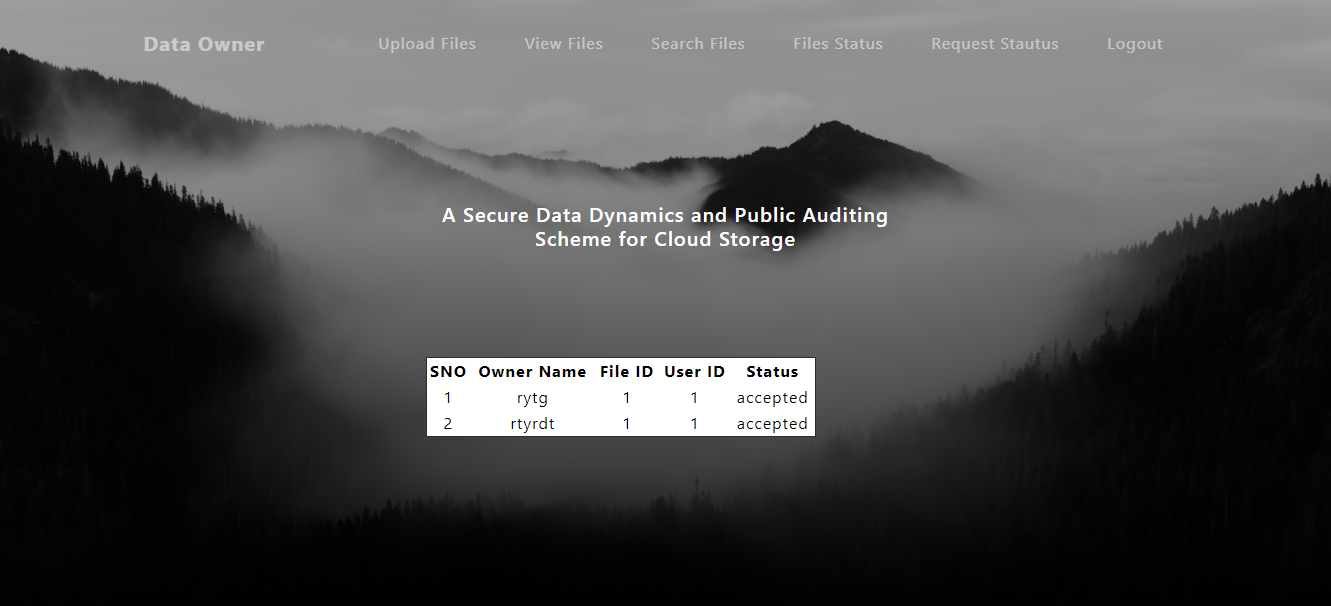 Data Owner Upload Files View Files Search Files Files Status Request Stautus Logout
A Secure Data Dynamics and Public Auditing
Scheme for Cloud Storage
SNO Owner Name File ID User ID Status
1 rytg 1 1 accepted
2 rtyrdt 1 1 accepted